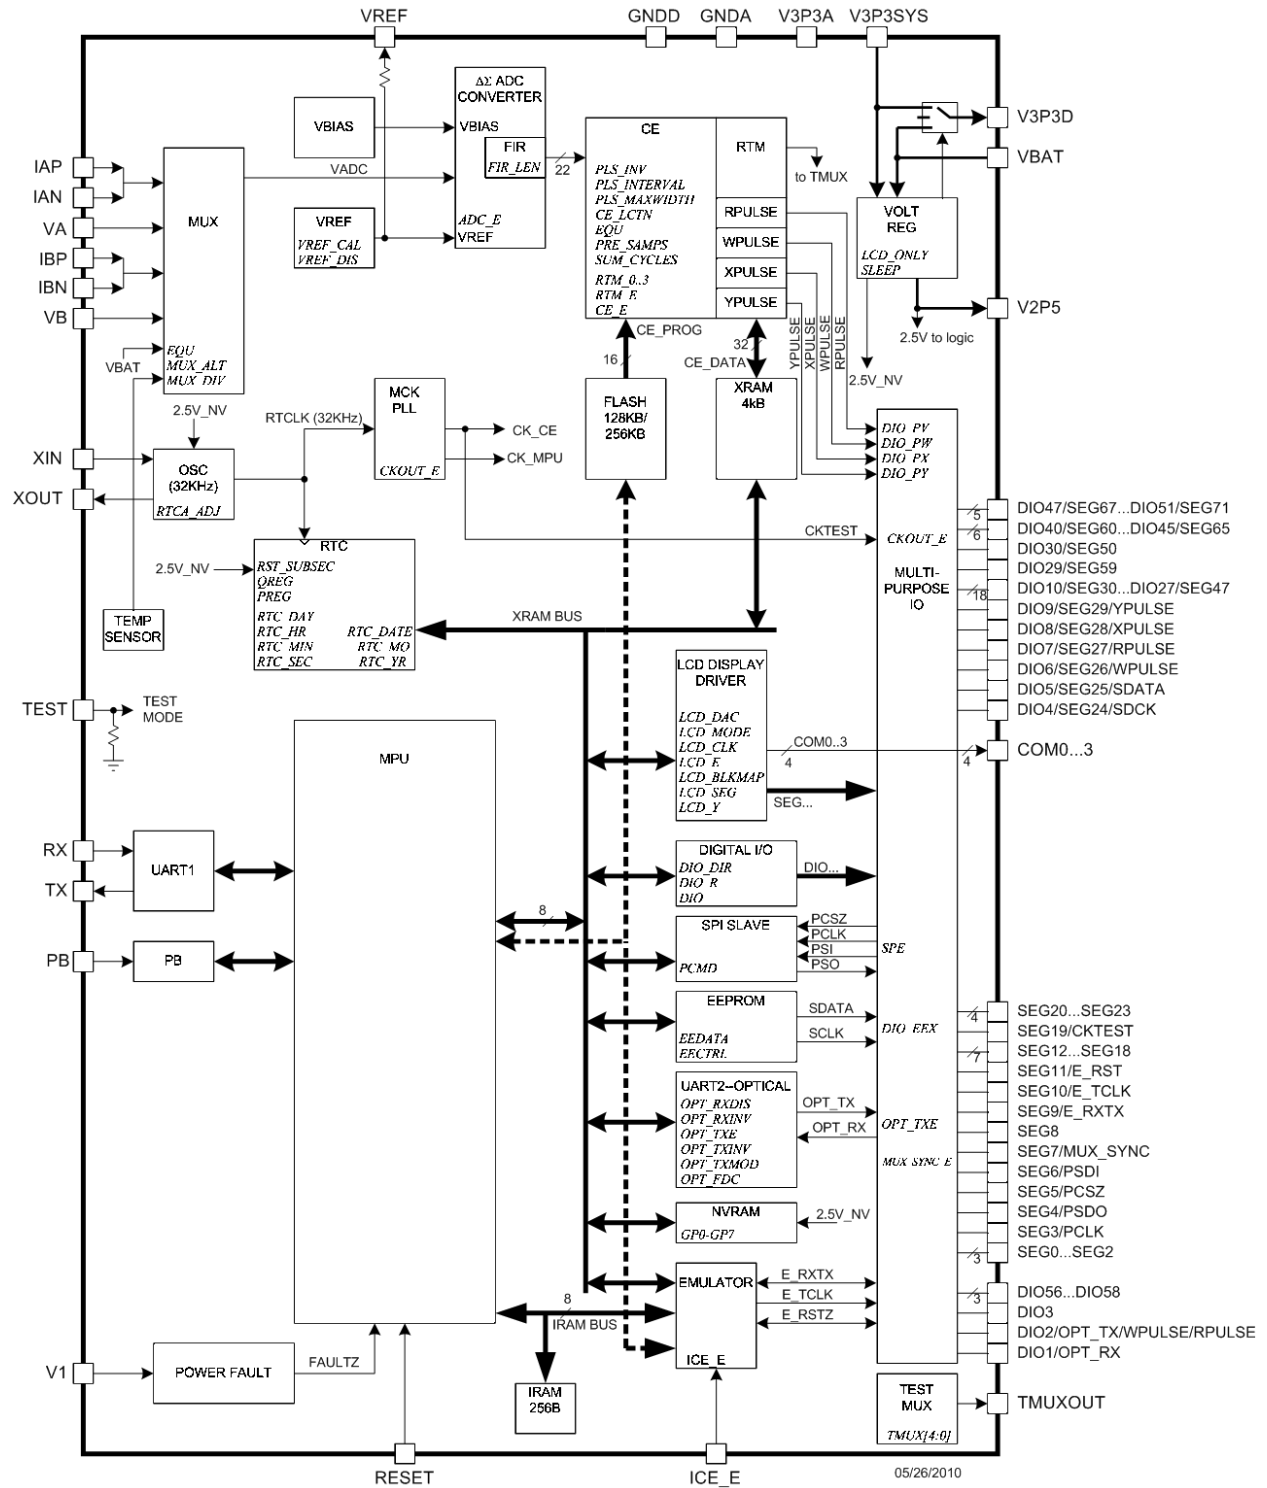 VREF
GNDD
GNDA
V3P3A
V3P3SYS
IAP
IAN
VA
IBP
IBN
VB
XIN
XOUT
TEST
RX
TX
PB
V1
MUX
EQU
MUX_ALT
MUX_DIV
VBAT
VBIAS
VADC
VREF
VREF_CAL
VREF_DIS
ΔΣ ADC
CONVERTER
VBIAS
FIR
FIR_LEN
ADC_E
VREF
22
CE
PLS_INV
PLS_INTERVAL
PLS_MAXWIDTH
CE_LCTN
EQU
PRE_SAMPS
SUM_CYCLES
RTM_0..3
RTM_E
CE_E
RTM
to TMUX
RPULSE
WPULSE
XPULSE
YPULSE
YPULSE
XPULSE
WPULSE
RPULSE
CE_PROG
16
32
CE_DATA
FLASH
128KB/
256KB
XRAM
4kB
VOLT
REG
LCD_ONLY
SLEEP
2.5V to logic
2.5V_NV
V3P3D
VBAT
V2P5
2.5V_NV
OSC
(32KHz)
RTCA_ADJ
RTCLK (32KHz)
MCK
PLL
CKOUT_E
CK_CE
CK_MPU
CKTEST
2.5V_NV
RTC
RST_SUBSEC
QREG
PREG
RTC_DAY
RTC_HR
RTC_MIN
RTC_SEC
RTC_DATE
RTC_MO
RTC_YR
TEMP
SENSOR
XRAM BUS
TEST
MODE
MPU
UART1
PB
8
POWER FAULT
FAULTZ
RESET
8
IRAM BUS
IRAM
256B
LCD DISPLAY
DRIVER
LCD_DAC
LCD_MODE
LCD_CLK
LCD_E
LCD_BLKMAP
LCD_SEG
LCD_Y
COM0..3
4
4
SEG...
DIGITAL I/O
DIO_DIR
DIO_R
DIO
DIO...
SPI SLAVE
PCMD
PCSZ
PCLK
PSI
PSO
EEPROM
EEDATA
EECTRL
SDATA
SCLK
UART2--OPTICAL
OPT_RXDIS
OPT_RXINV
OPT_TXE
OPT_TXINV
OPT_TXMOD
OPT_FDC
OPT_TX
OPT_RX
NVRAM
GP0-GP7
2.5V_NV
EMULATOR
ICE_E
E_RXTX
E_TCLK
E_RSTZ
ICE_E
DIO_PV
DIO_PW
DIO_PX
DIO_PY
CKOUT_E
MULTI-
PURPOSE
IO
SPE
DIO_EEX
OPT_TXE
MUX_SYNC_E
TEST
MUX
TMUX[4:0]
5
DIO47/SEG67...DIO51/SEG71
6
DIO40/SEG60...DIO45/SEG65
DIO30/SEG50
DIO29/SEG59
18
DIO10/SEG30...DIO27/SEG47
DIO9/SEG29/YPULSE
DIO8/SEG28/XPULSE
DIO7/SEG27/RPULSE
DIO6/SEG26/WPULSE
DIO5/SEG25/SDATA
DIO4/SEG24/SDCK
COM0...3
4
SEG20...SEG23
SEG19/CKTEST
7
SEG12...SEG18
SEG11/E_RST
SEG10/E_TCLK
SEG9/E_RXTX
SEG8
SEG7/MUX_SYNC
SEG6/PSDI
SEG5/PCSZ
SEG4/PSDO
SEG3/PCLK
3
SEG0...SEG2
3
DIO56...DIO58
DIO3
DIO2/OPT_TX/WPULSE/RPULSE
DIO1/OPT_RX
TMUXOUT
05/26/2010